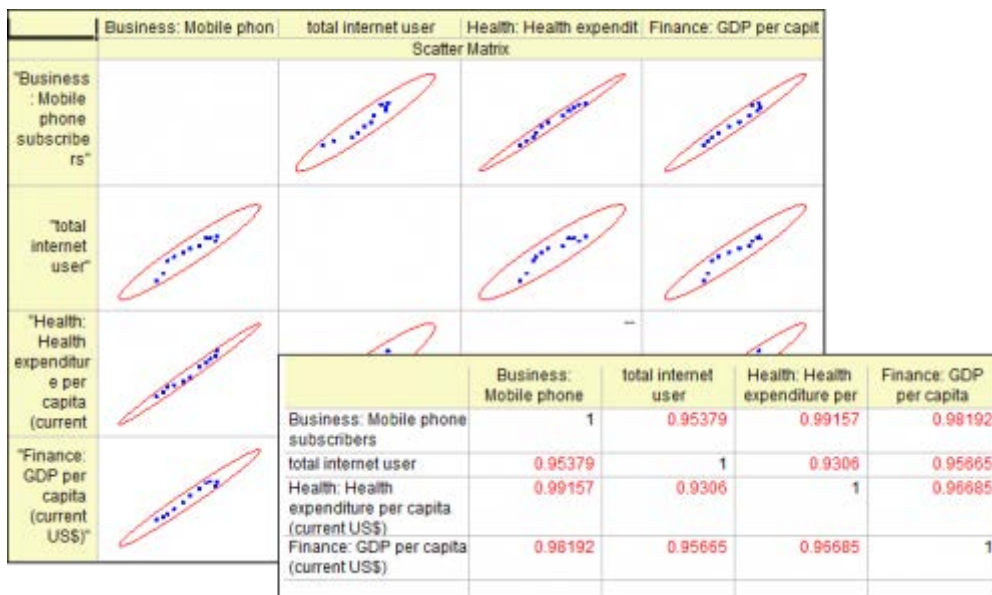 Business: Mobile phon total internet user Health: Health expendit Finance: GDP per capit
Scatter Matrix
"Business
: Mobile
phone
subscribe
rs"
"total
internet
user"
"Health:
Health
expenditur
e per
capita
(current
"Finance:
GDP per
capita
(current
US$)"
Business:
Mobile phone
total internet
user
Health: Health
expenditure per
Finance: GDP
per capita
Business: Mobile phone
subscribers
1 0.95379 0.99157 0.98192
total internet user 0.95379 1 0.9306 0.95665
Health: Health
expenditure per capita
(current US$)
0.99157 0.9306 1 0.96685
Finance: GDP per capita
(current US$)
0.98192 0.95665 0.96685 1